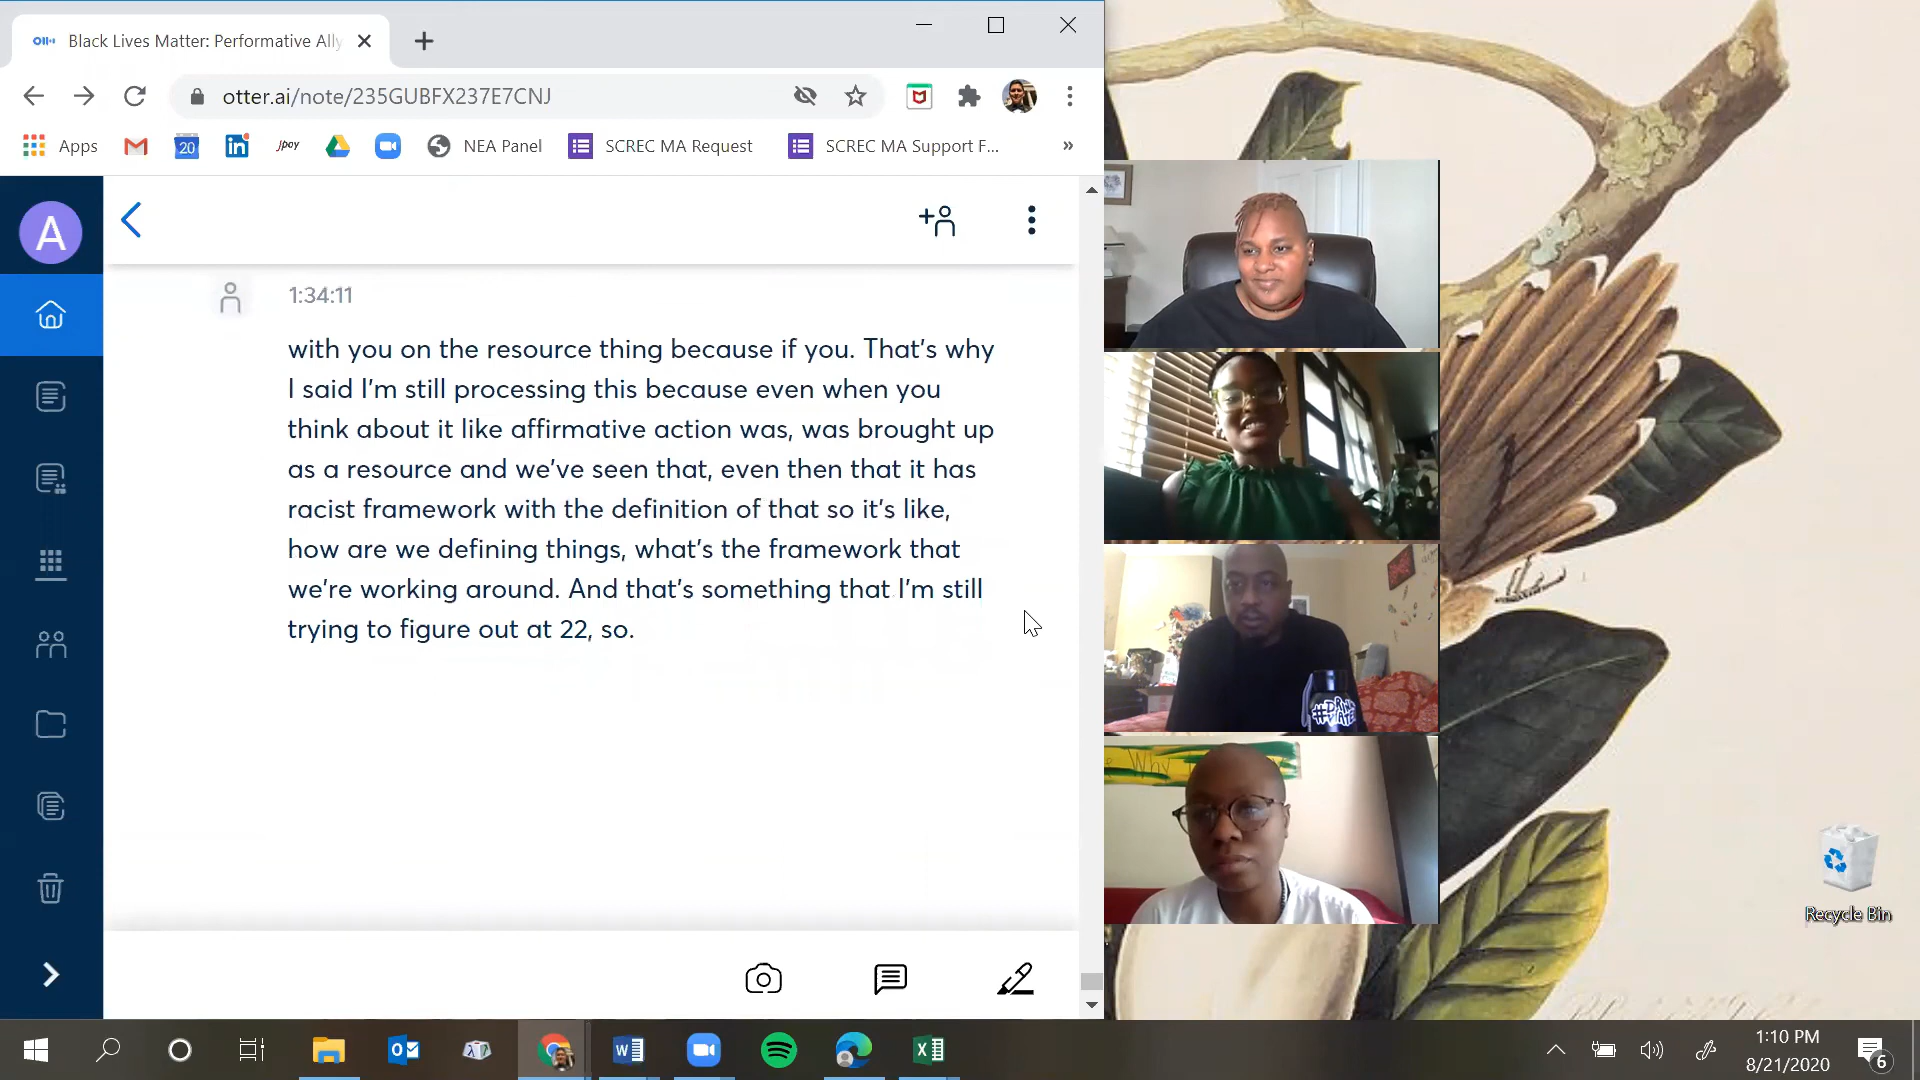 Black Lives Matter: Performative Ally
otter.ai/note/235GUBFX237E7CNJ
Apps
20
jpay
NEA Panel
SCREC MA Request
SCREC MA Support F...
»
A
1:34:11
with you on the resource thing because if you. That's why
I said I'm still processing this because even when you
think about it like affirmative action was, was brought up
as a resource and we've seen that, even then that it has
racist framework with the definition of that so it's like,
how are we defining things, what's the framework that
we're working around. And that's something that I'm still
trying to figure out at 22, so.
Why
Recycle Bin
1:10 PM
8/21/2020
6